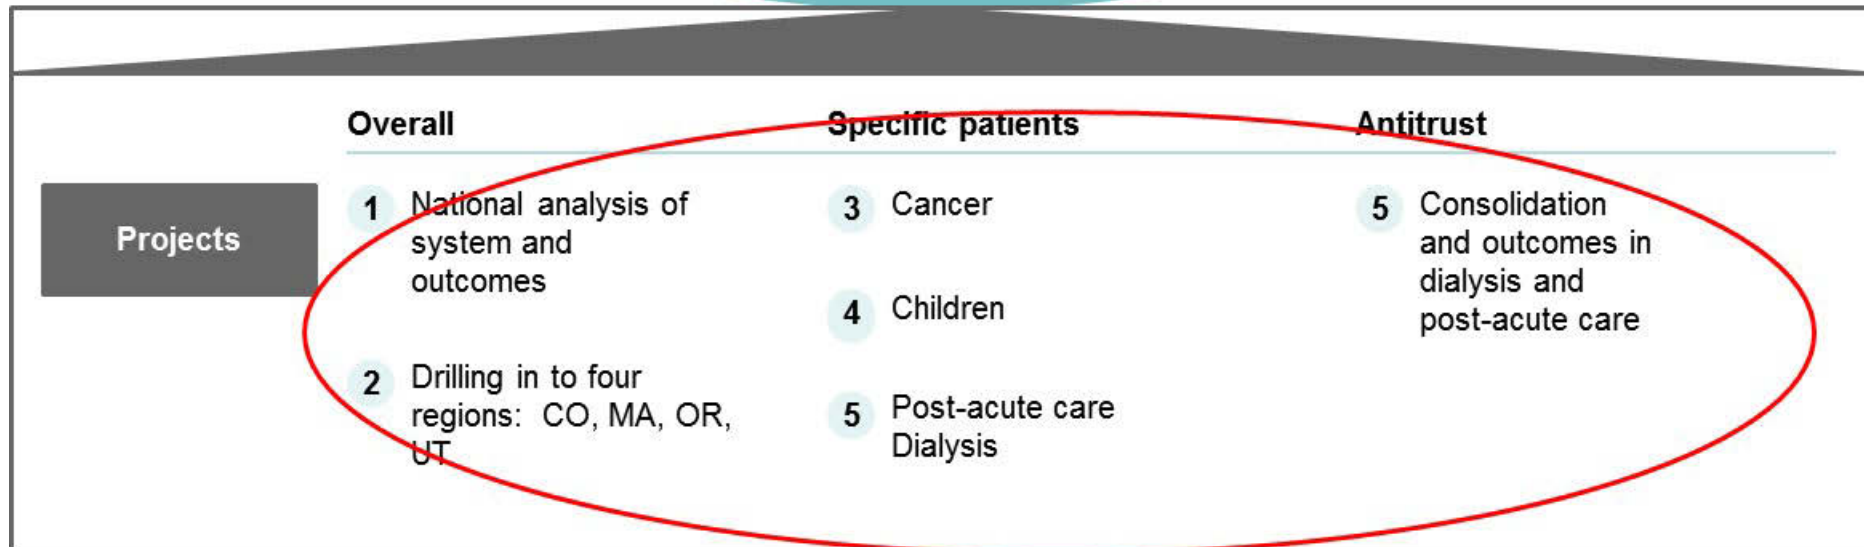 Overall
Specific patients
Antitrust
Projects
1 National analysis of
system and
outcomes
2 Drilling in to four
regions: CO, MA, OR,
UT
3 Cancer
4 Children
5 Post-acute care
Dialysis
5 Consolidation
and outcomes in
dialysis and
post-acute care